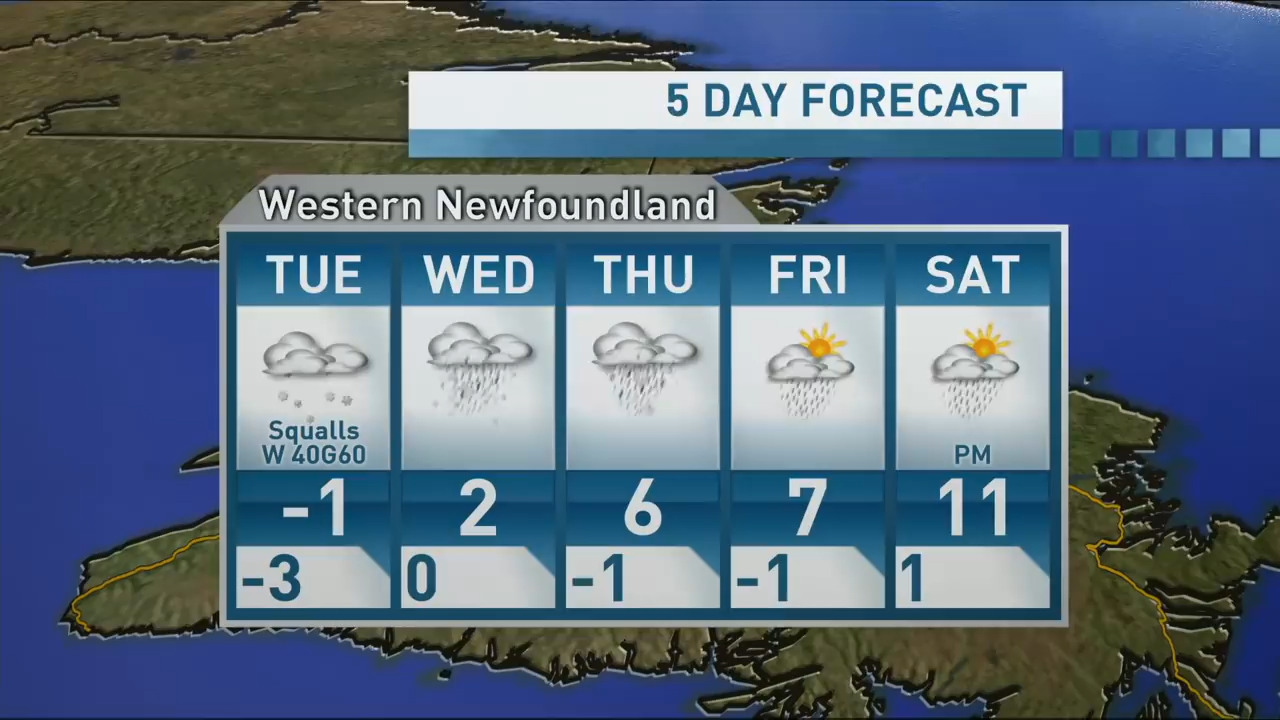 5 DAY FORECAST
Western Newfoundland
TUE WED THU FRI SAT
Squalls
W 40G60 PM
-1 2 6 7 11
-3 0 -1 -1 1